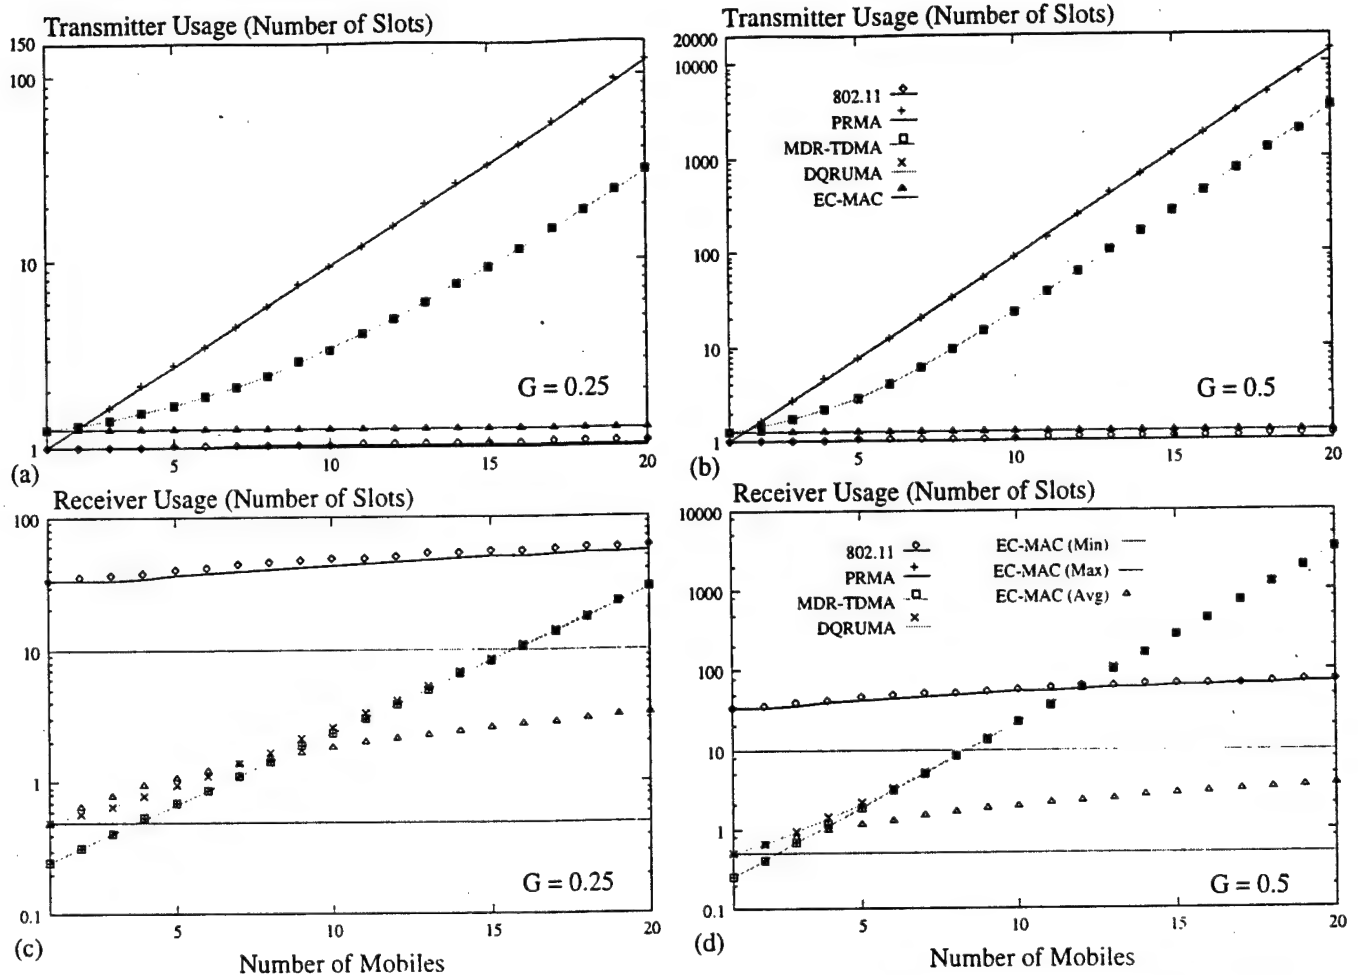 Transmitter Usage (Number of Slots)
150
100
10
1
5
10
15
20
G = 0.25
(a)
Transmitter Usage (Number of Slots)
20000
10000
1000
100
10
1
802.11
PRMA
MDR-TDMA
DQRUMA
EC-MAC
5
10
15
20
G = 0.5
(b)
Receiver Usage (Number of Slots)
100
10
1
0.1
5
10
15
20
G = 0.25
(c)
Number of Mobiles
Receiver Usage (Number of Slots)
10000
1000
100
10
1
0.1
802.11
PRMA
MDR-TDMA
DQRUMA
EC-MAC (Min)
EC-MAC (Max)
EC-MAC (Avg)
5
10
15
20
G = 0.5
(d)
Number of Mobiles